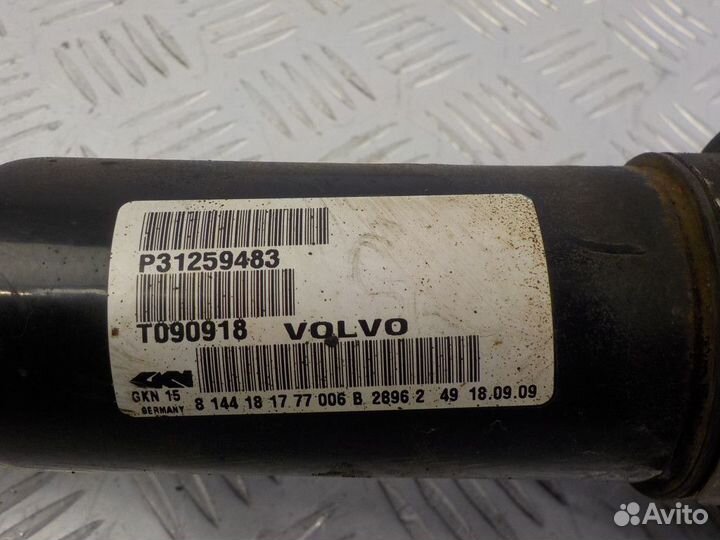 P31259483
T090918 VOLVO
GKN
GKN 15
GERMANY
8 144 18 17 77 006 B 2896 2 49 18.09.09
Avito